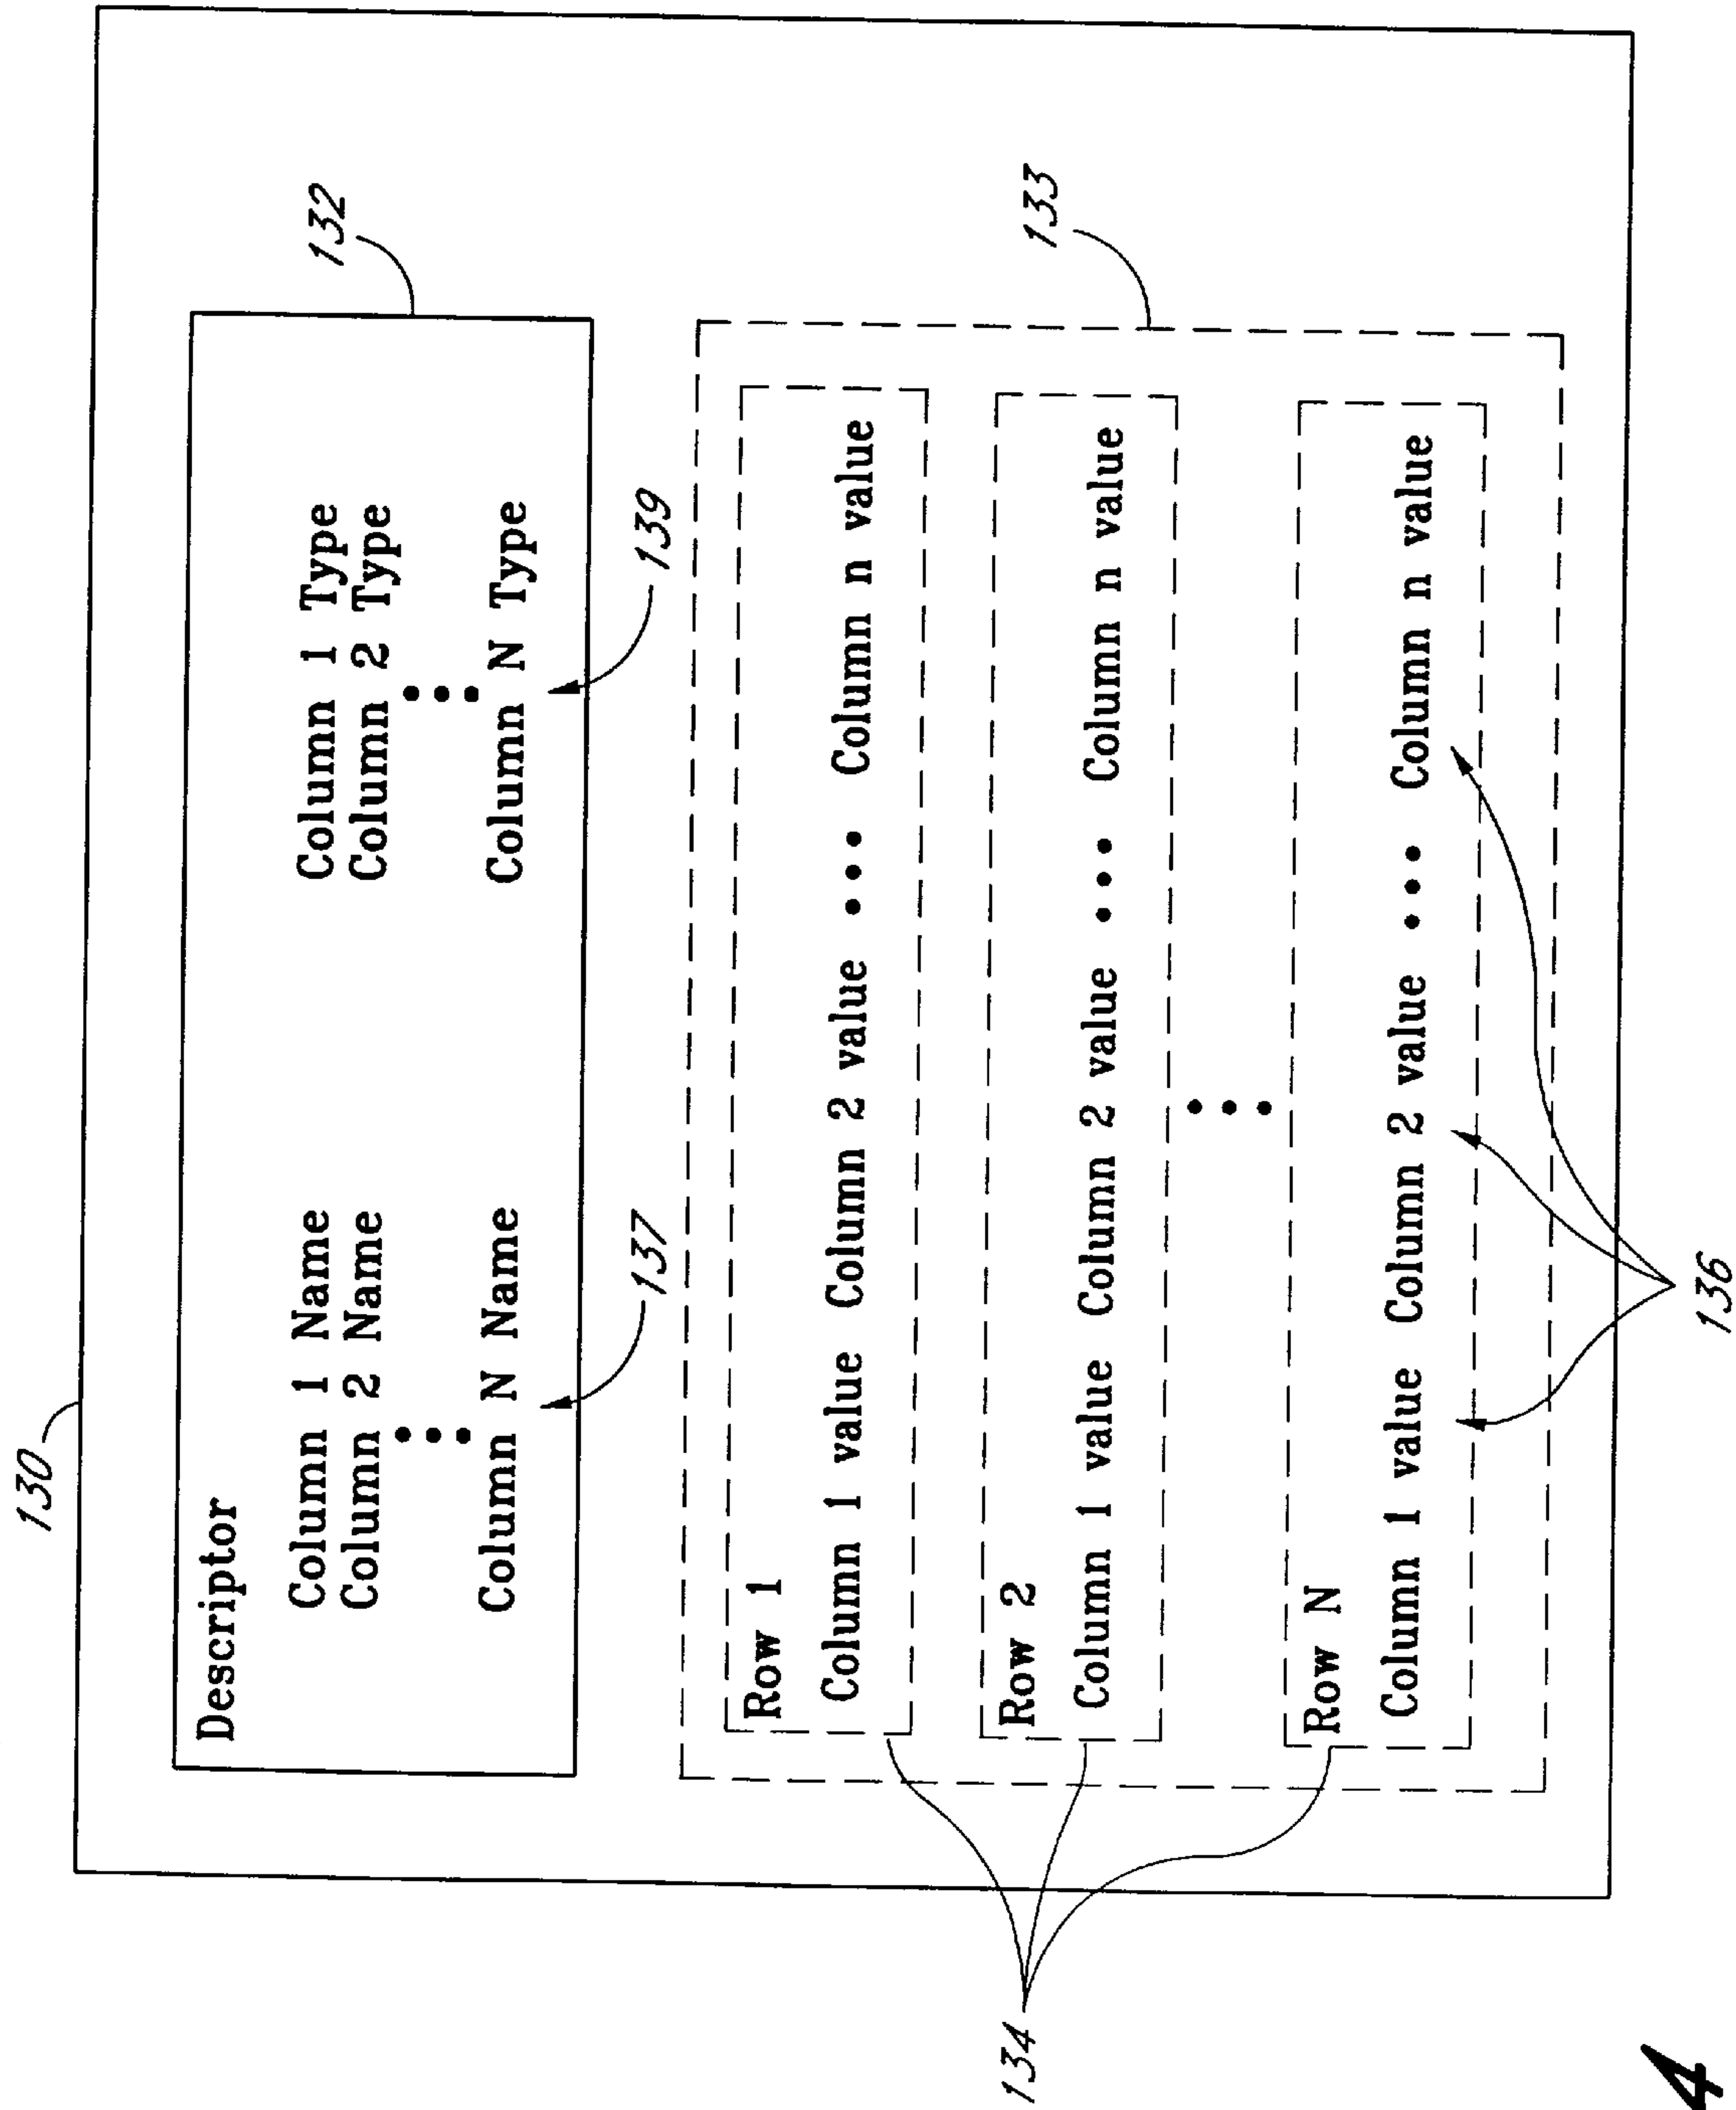 130
Descriptor
132
Column 1 Name Column 1 Type
Column 2 Name Column 2 Type
Column N Name Column N Type
137
139
133
Row 1
Column 1 value Column 2 value ••• Column n value
Row 2
Column 1 value Column 2 value ••• Column n value
Row N
Column 1 value Column 2 value ••• Column n value
134
136
4